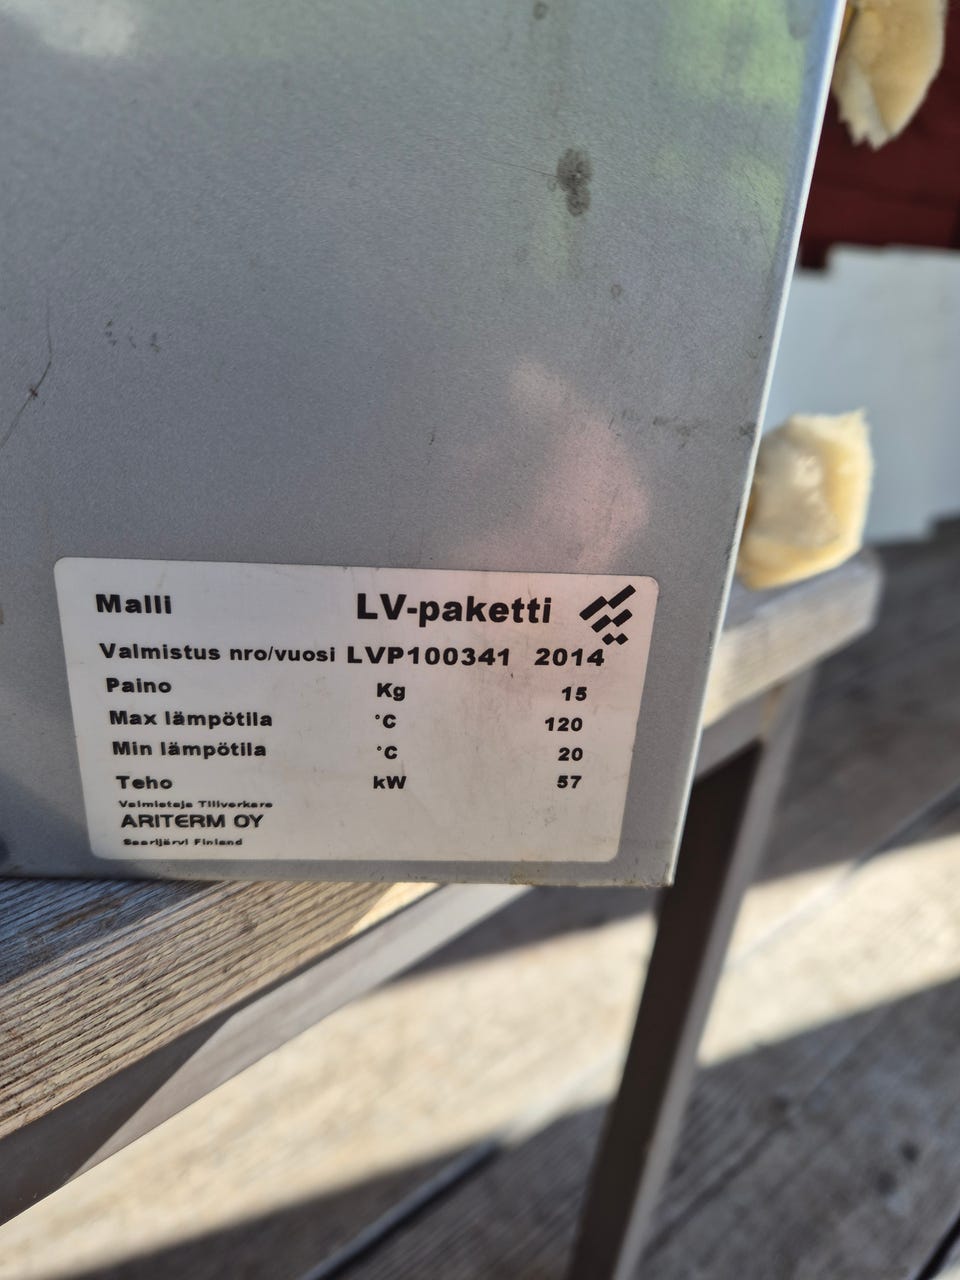 Malli LV-paketti
Valmistus nro/vuosi LVP100341 2014
Paino Kg 15
Max lämpötila °C 120
Min lämpötila °C 20
Teho kW 57
Valmistaja Tillverkare
ARITERM OY
Saarijärvi Finland